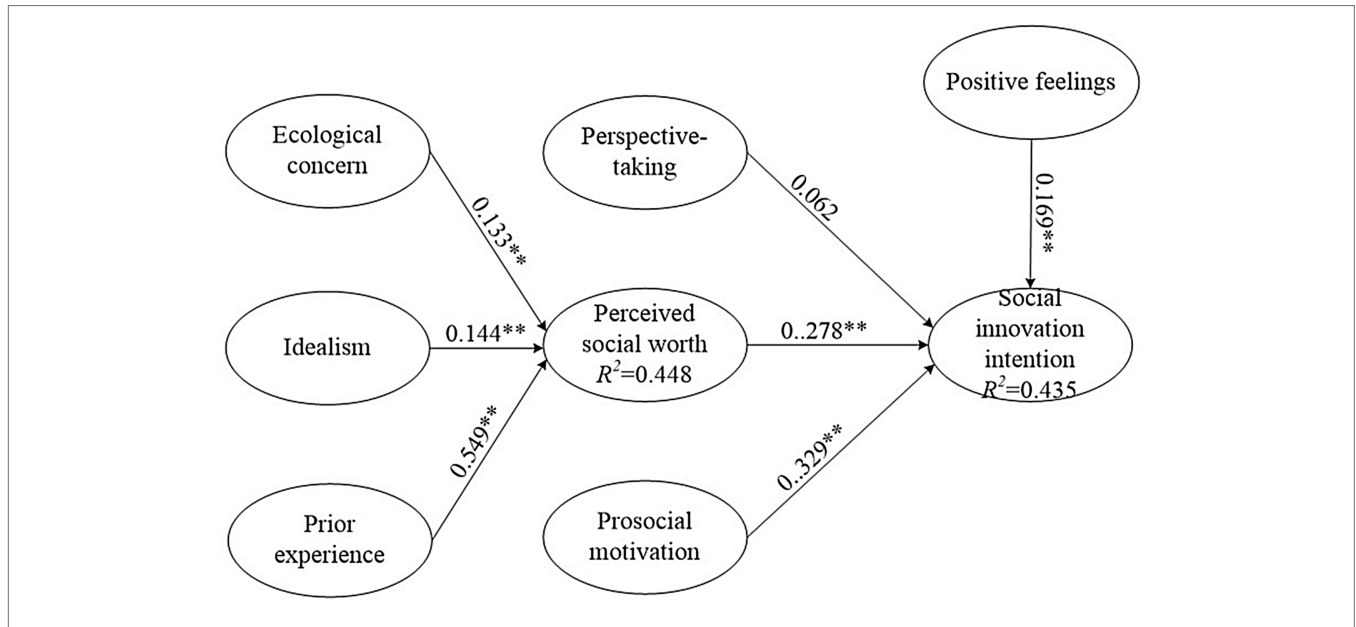 Positive feelings
Ecological
concern
Perspective-
taking
0.133**
0.062
0.169**
Idealism
0.144**
Perceived
social worth
R²=0.448
0..278**
Social
innovation
intention
R²=0.435
0.549**
0..329**
Prior
experience
Prosocial
motivation